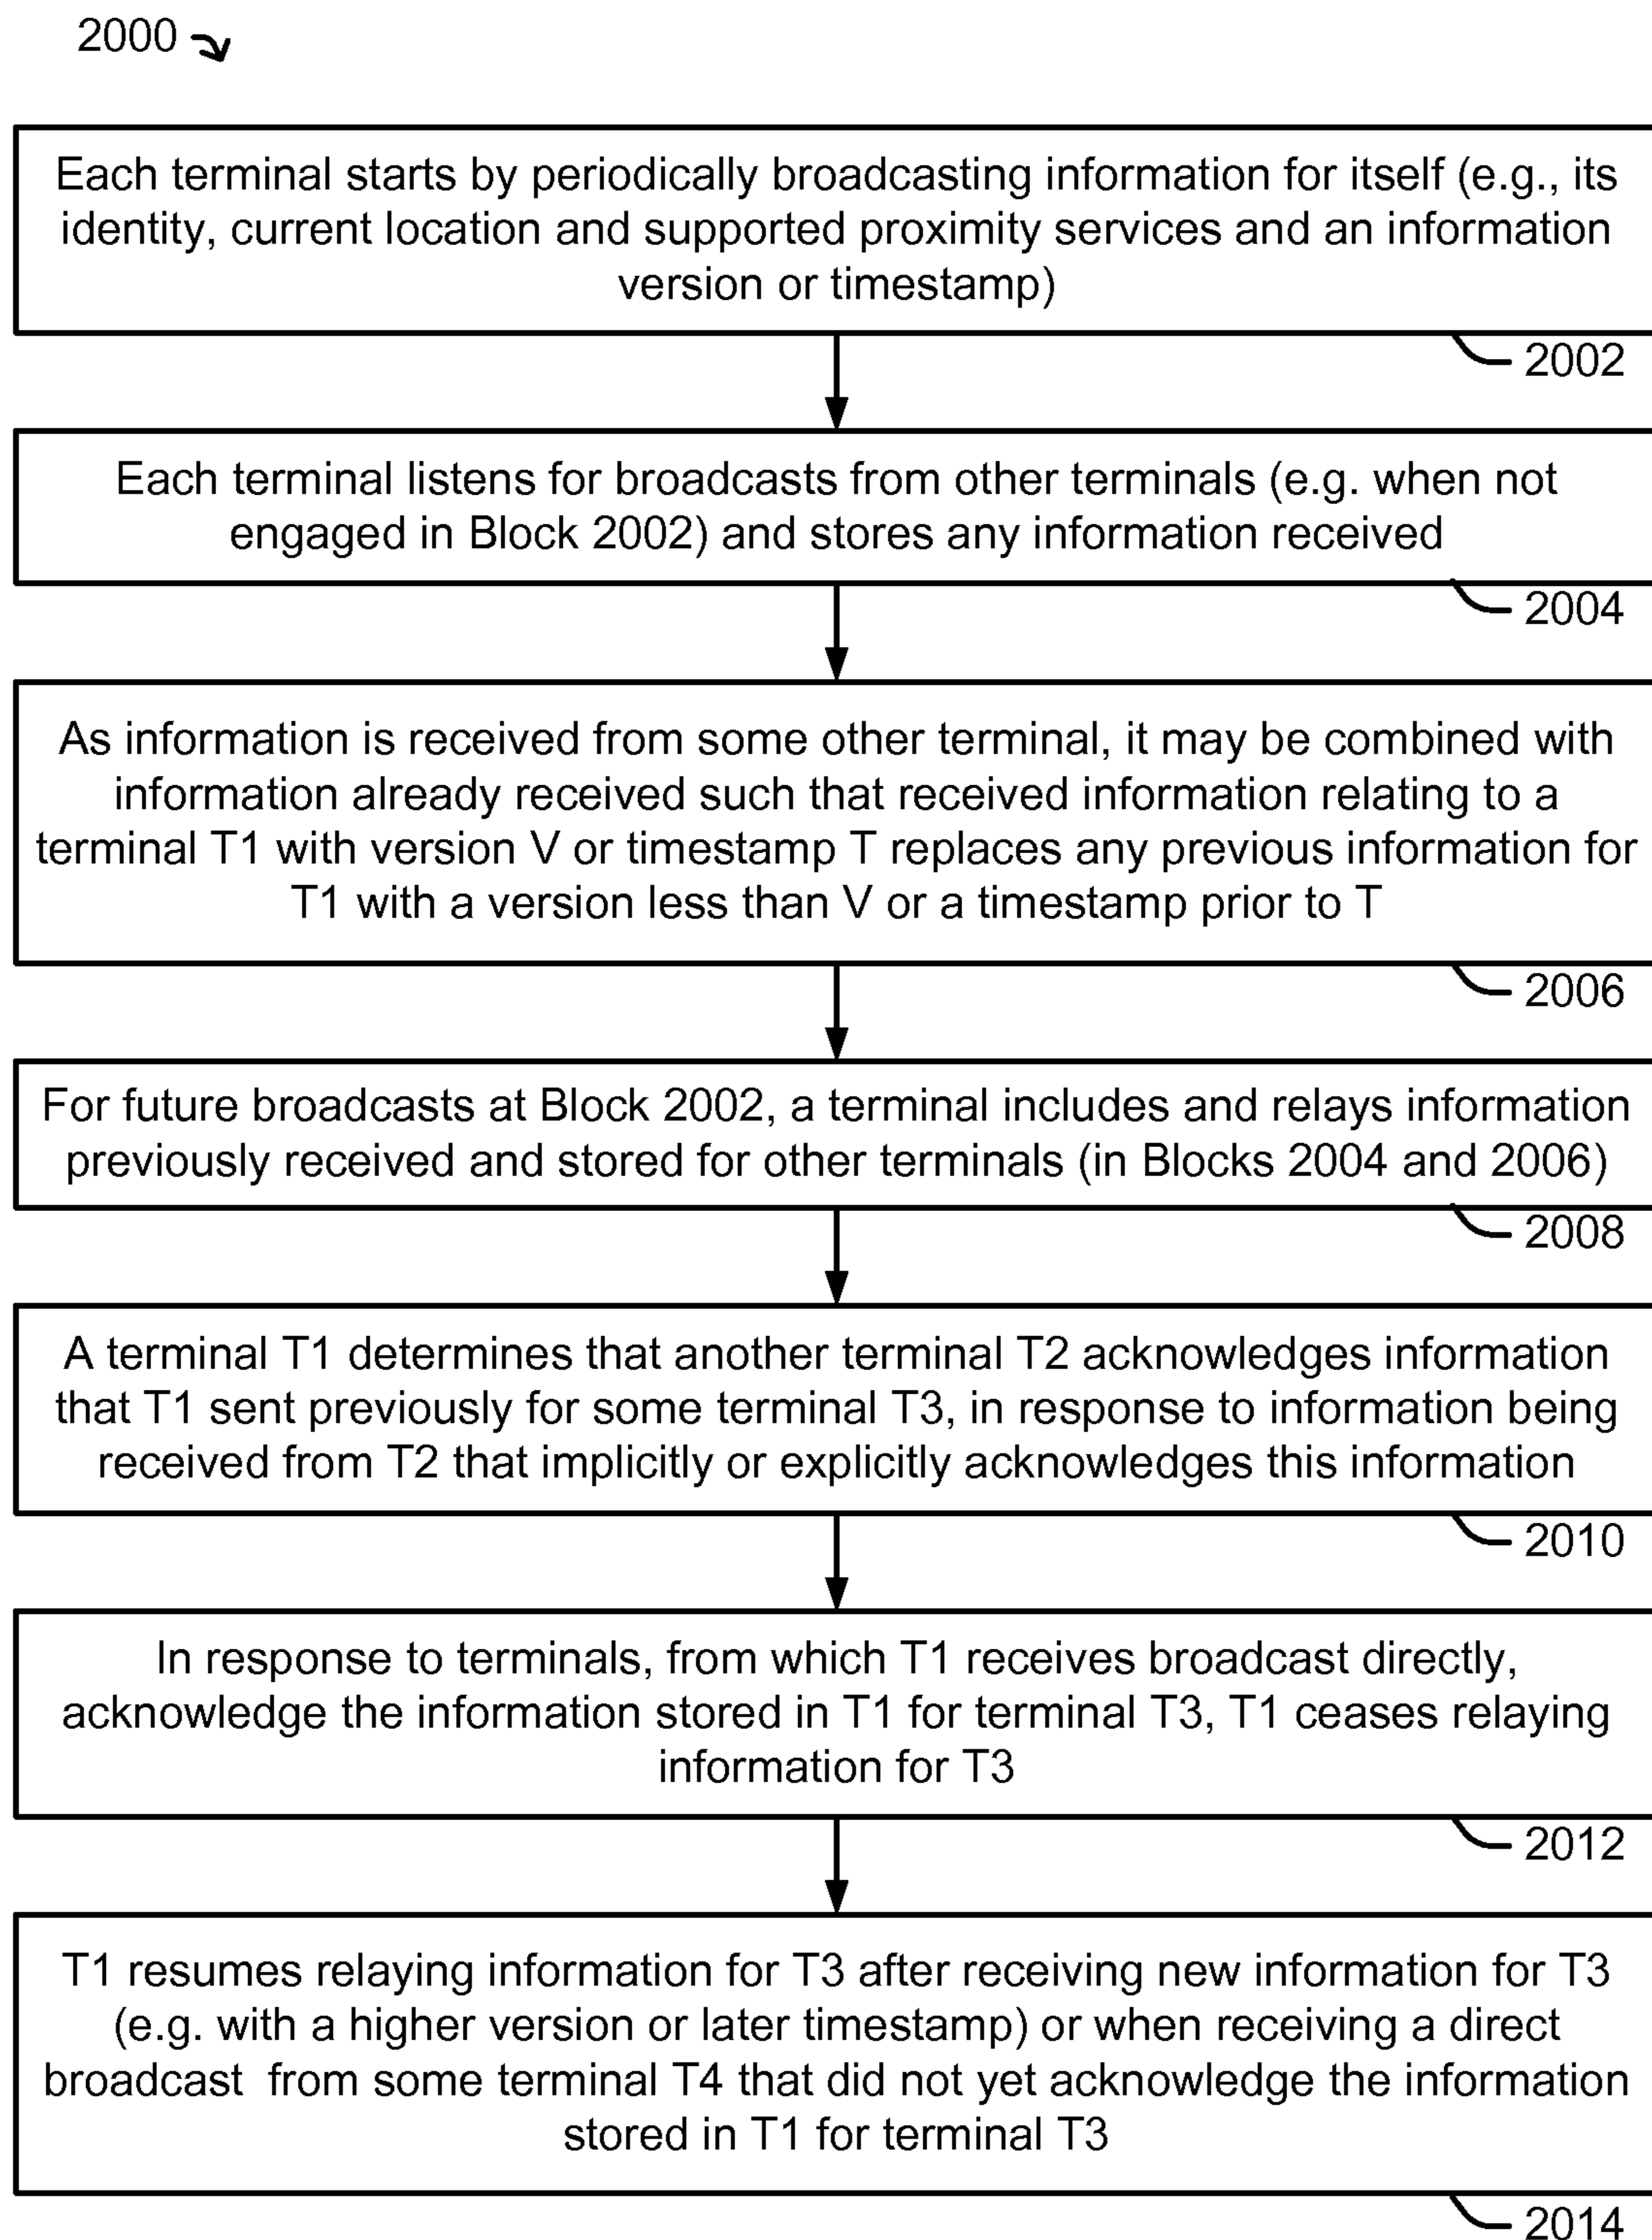 2000
Each terminal starts by periodically broadcasting information for itself (e.g., its
identity, current location and supported proximity services and an information
version or timestamp)
2002
Each terminal listens for broadcasts from other terminals (e.g. when not
engaged in Block 2002) and stores any information received
2004
As information is received from some other terminal, it may be combined with
information already received such that received information relating to a
terminal T1 with version V or timestamp T replaces any previous information for
T1 with a version less than V or a timestamp prior to T
2006
For future broadcasts at Block 2002, a terminal includes and relays information
previously received and stored for other terminals (in Blocks 2004 and 2006)
2008
A terminal T1 determines that another terminal T2 acknowledges information
that T1 sent previously for some terminal T3, in response to information being
received from T2 that implicitly or explicitly acknowledges this information
2010
In response to terminals, from which T1 receives broadcast directly,
acknowledge the information stored in T1 for terminal T3, T1 ceases relaying
information for T3
2012
T1 resumes relaying information for T3 after receiving new information for T3
(e.g. with a higher version or later timestamp) or when receiving a direct
broadcast from some terminal T4 that did not yet acknowledge the information
stored in T1 for terminal T3
2014